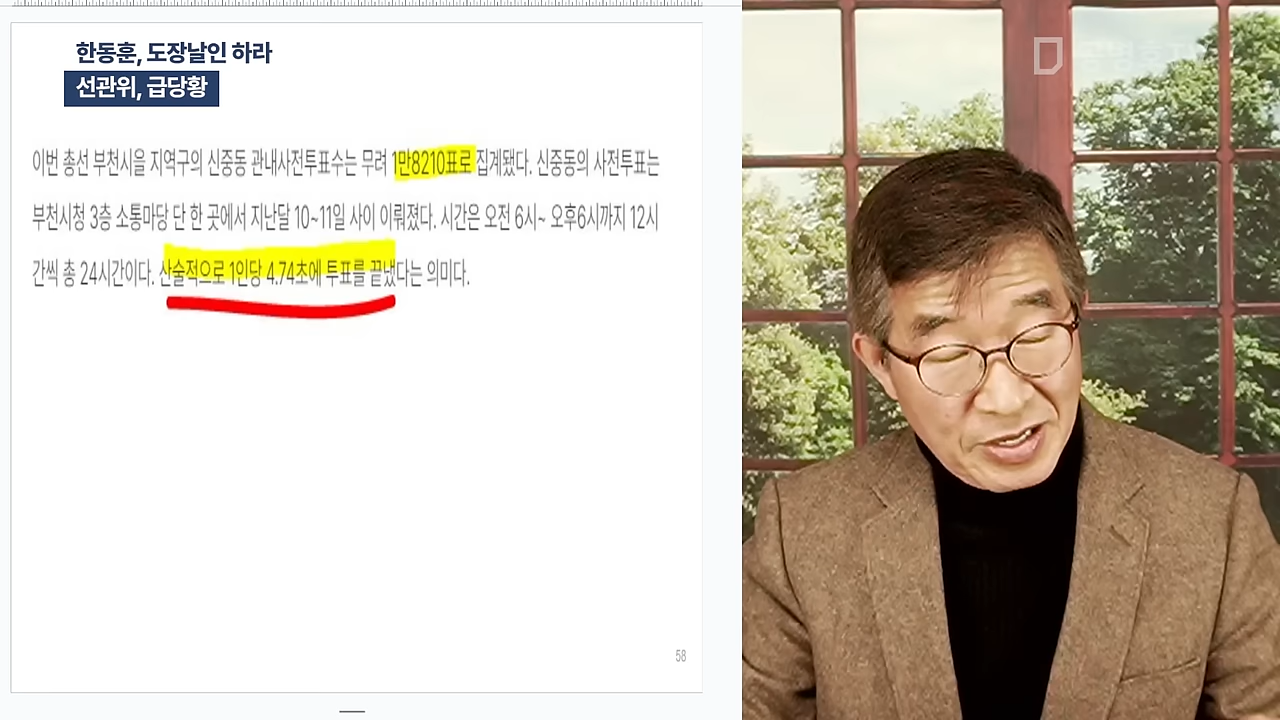 한동훈, 도장날인 하라
선관위, 급당황
이번 총선 부천시을 지역구의 신중동 관내사전투표수는 무려 1만8210표로 집계됐다. 신중동의 사전투표는
부천시청 3층 소통마당 단 한 곳에서 지난달 10~11일 사이 이뤄졌다. 시간은 오전 6시~ 오후6시까지 12시
간씩 총 24시간이다. 산술적으로 1인당 4.74초에 투표를 끝냈다는 의미다.
58
공병호TV